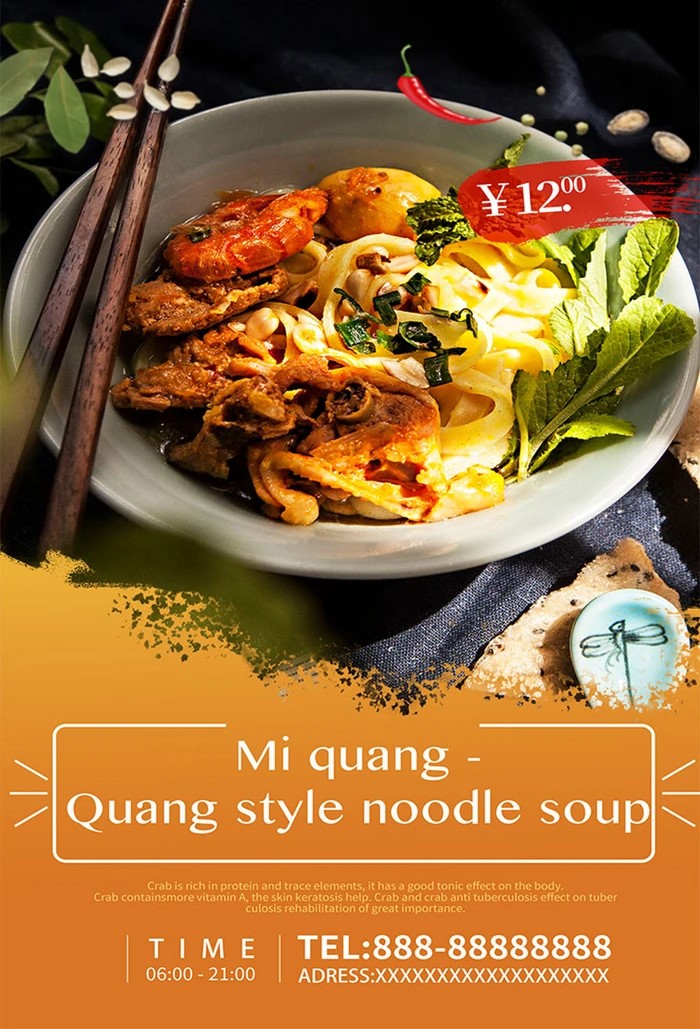 ¥ 12.00
Mi quang -
Quang style noodle soup
Crab is rich in protein and trace elements, it has a good tonic effect on the body.
Crab containsmore vitamin A, the skin keratosis help. Crab and crab anti tuberculosis effect on tuber
culosis rehabilitation of great importance.
TIME
06:00 - 21:00
TEL:888-88888888
ADRESS:XXXXXXXXXXXXXXXXXXX